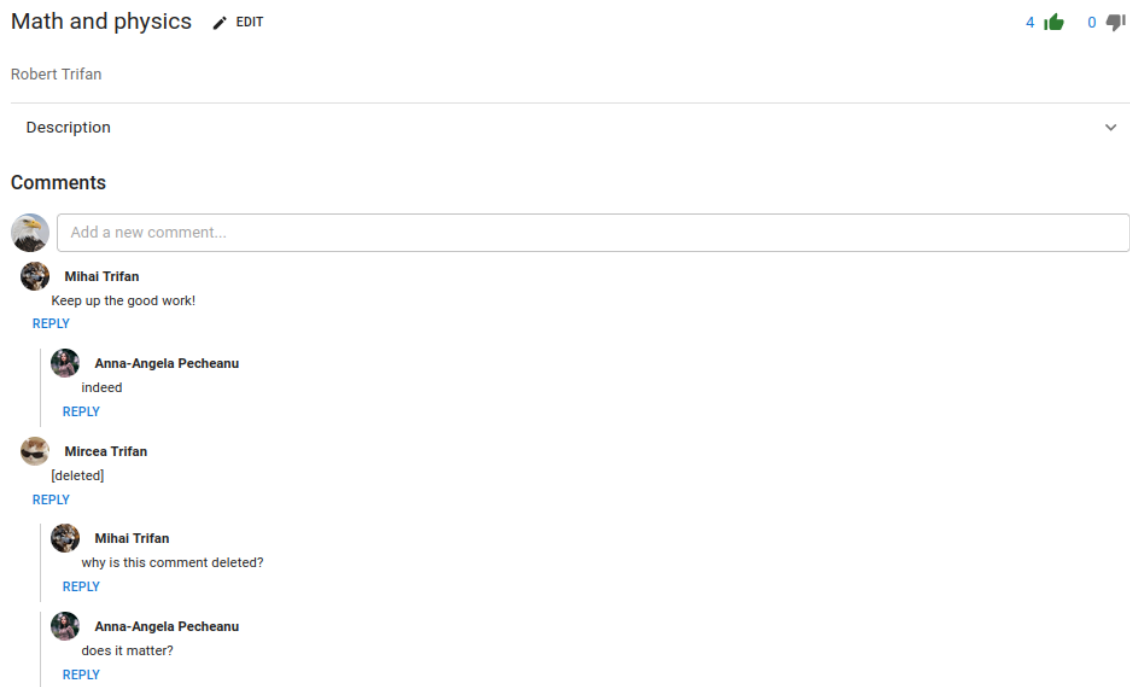 Math and physics EDIT 4 0
Robert Trifan
Description
Comments
Add a new comment...
Mihai Trifan
Keep up the good work!
REPLY
Anna-Angela Pecheanu
indeed
REPLY
Mircea Trifan
[deleted]
REPLY
Mihai Trifan
why is this comment deleted?
REPLY
Anna-Angela Pecheanu
does it matter?
REPLY